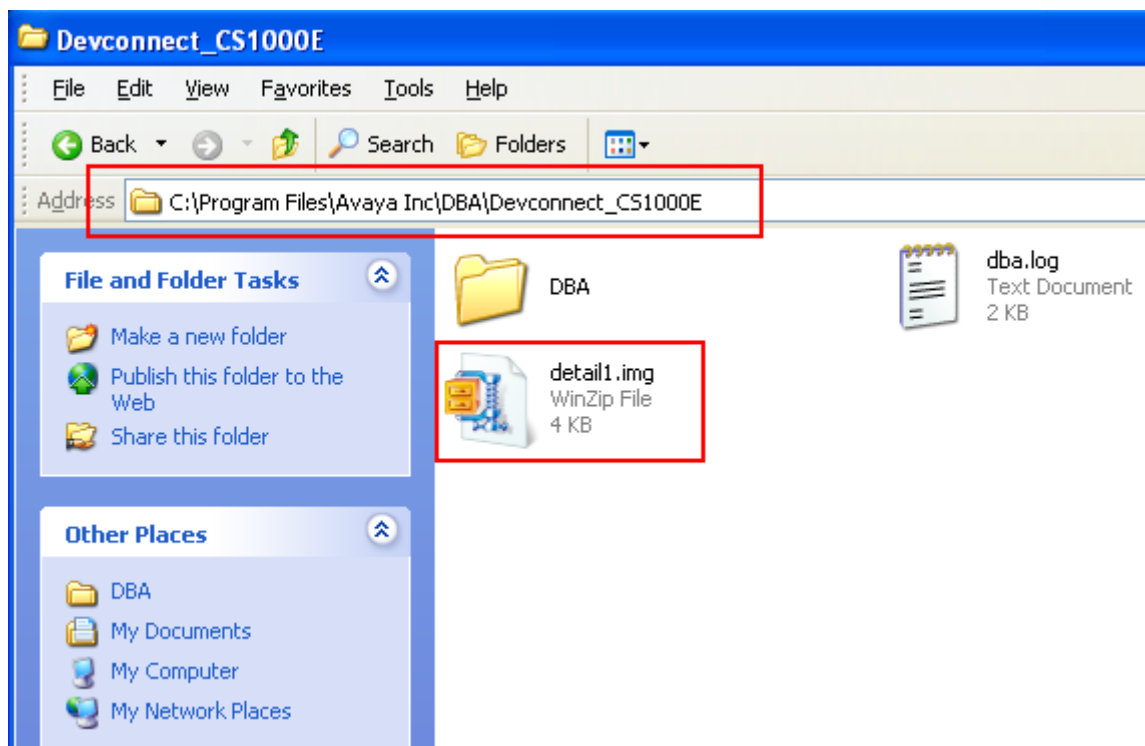 Devconnect_CS1000E
File Edit View Favorites Tools Help
Back Search Folders
Address C:\Program Files\Avaya Inc\DBA\Devconnect_CS1000E
File and Folder Tasks
Make a new folder
Publish this folder to the
Web
Share this folder
Other Places
DBA
My Documents
My Computer
My Network Places
DBA
dba.log
Text Document
2 KB
detail1.img
WinZip File
4 KB